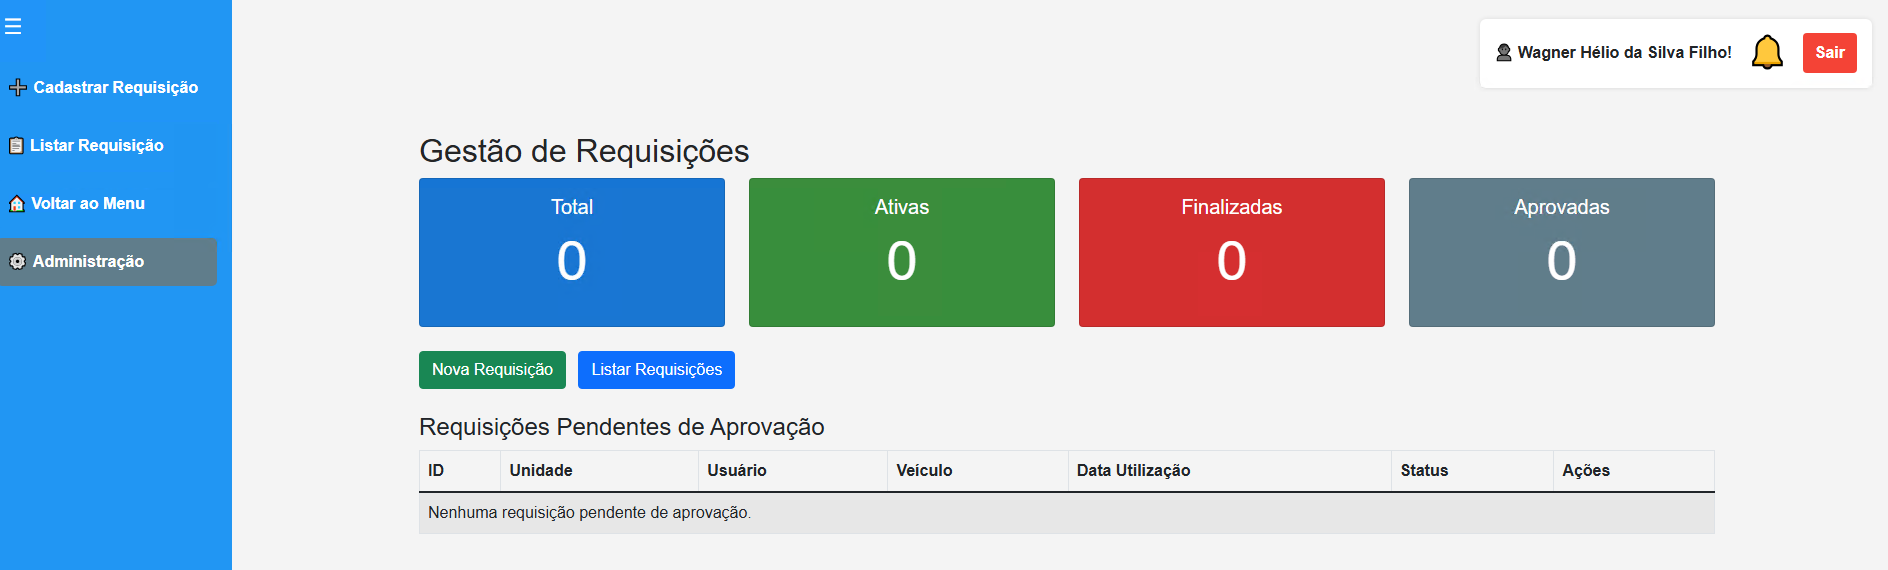 ☰
➕ Cadastrar Requisição
📋 Listar Requisição
🏠 Voltar ao Menu
⚙️ Administração
👤 Wagner Hélio da Silva Filho! 🔔 Sair
Gestão de Requisições
Total Ativas Finalizadas Aprovadas
0 0 0 0
Nova Requisição Listar Requisições
Requisições Pendentes de Aprovação
ID Unidade Usuário Veículo Data Utilização Status Ações
Nenhuma requisição pendente de aprovação.